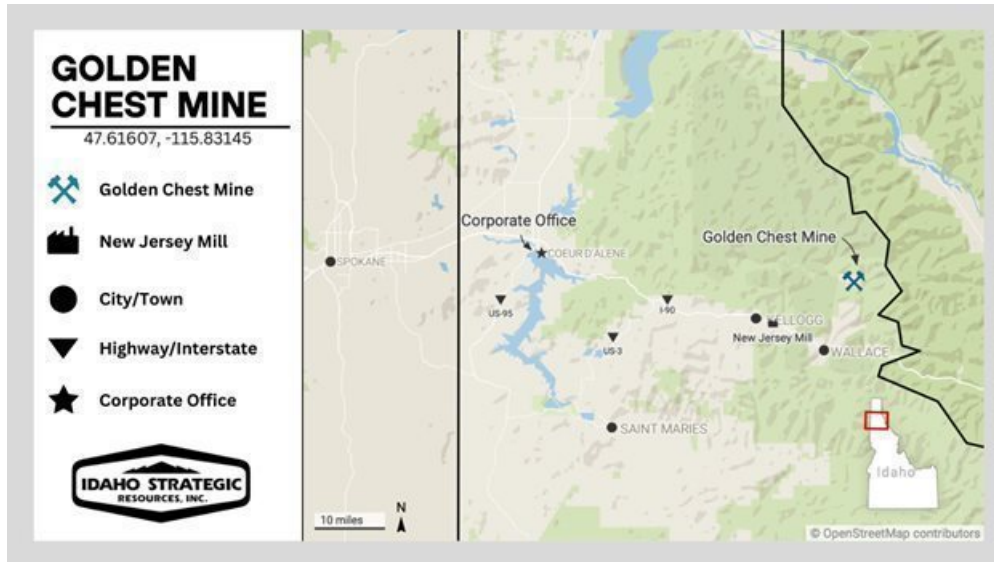 GOLDEN
CHEST MINE
47.61607, -115.83145
Golden Chest Mine
New Jersey Mill
City/Town
Highway/Interstate
Corporate Office
IDAHO STRATEGIC
RESOURCES, INC.
Corporate Office
COEUR D'ALENE
SPOKANE
Golden Chest Mine
US-95
I-90
US-3
KELLOGG
New Jersey Mill
WALLACE
SAINT MARIES
Idaho
10 miles
N
© OpenStreetMap contributors